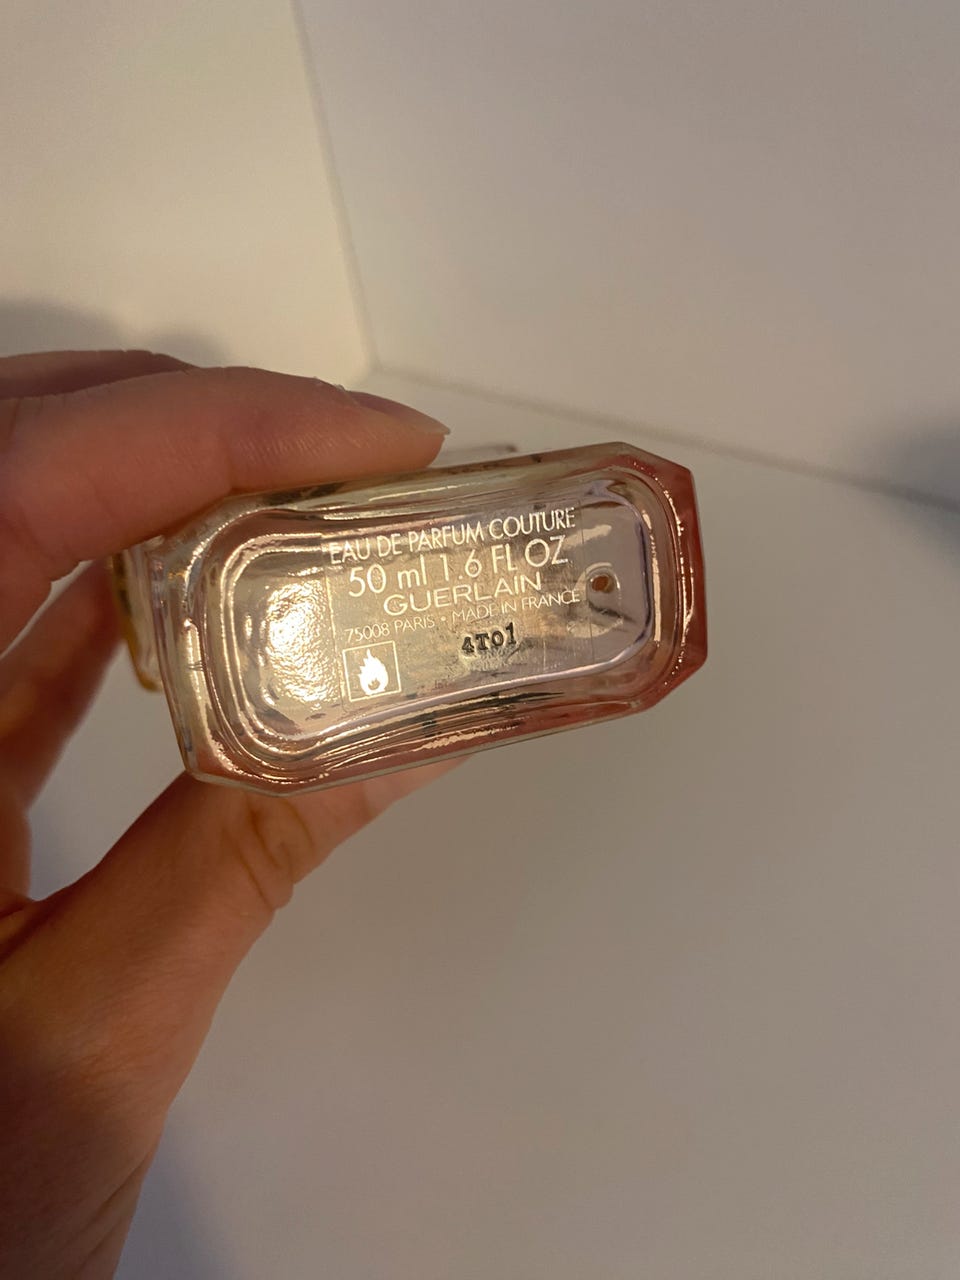 EAU DE PARFUM COUTURE
50 ml 1.6 FL OZ
GUERLAIN
75008 PARIS • MADE IN FRANCE
4T01